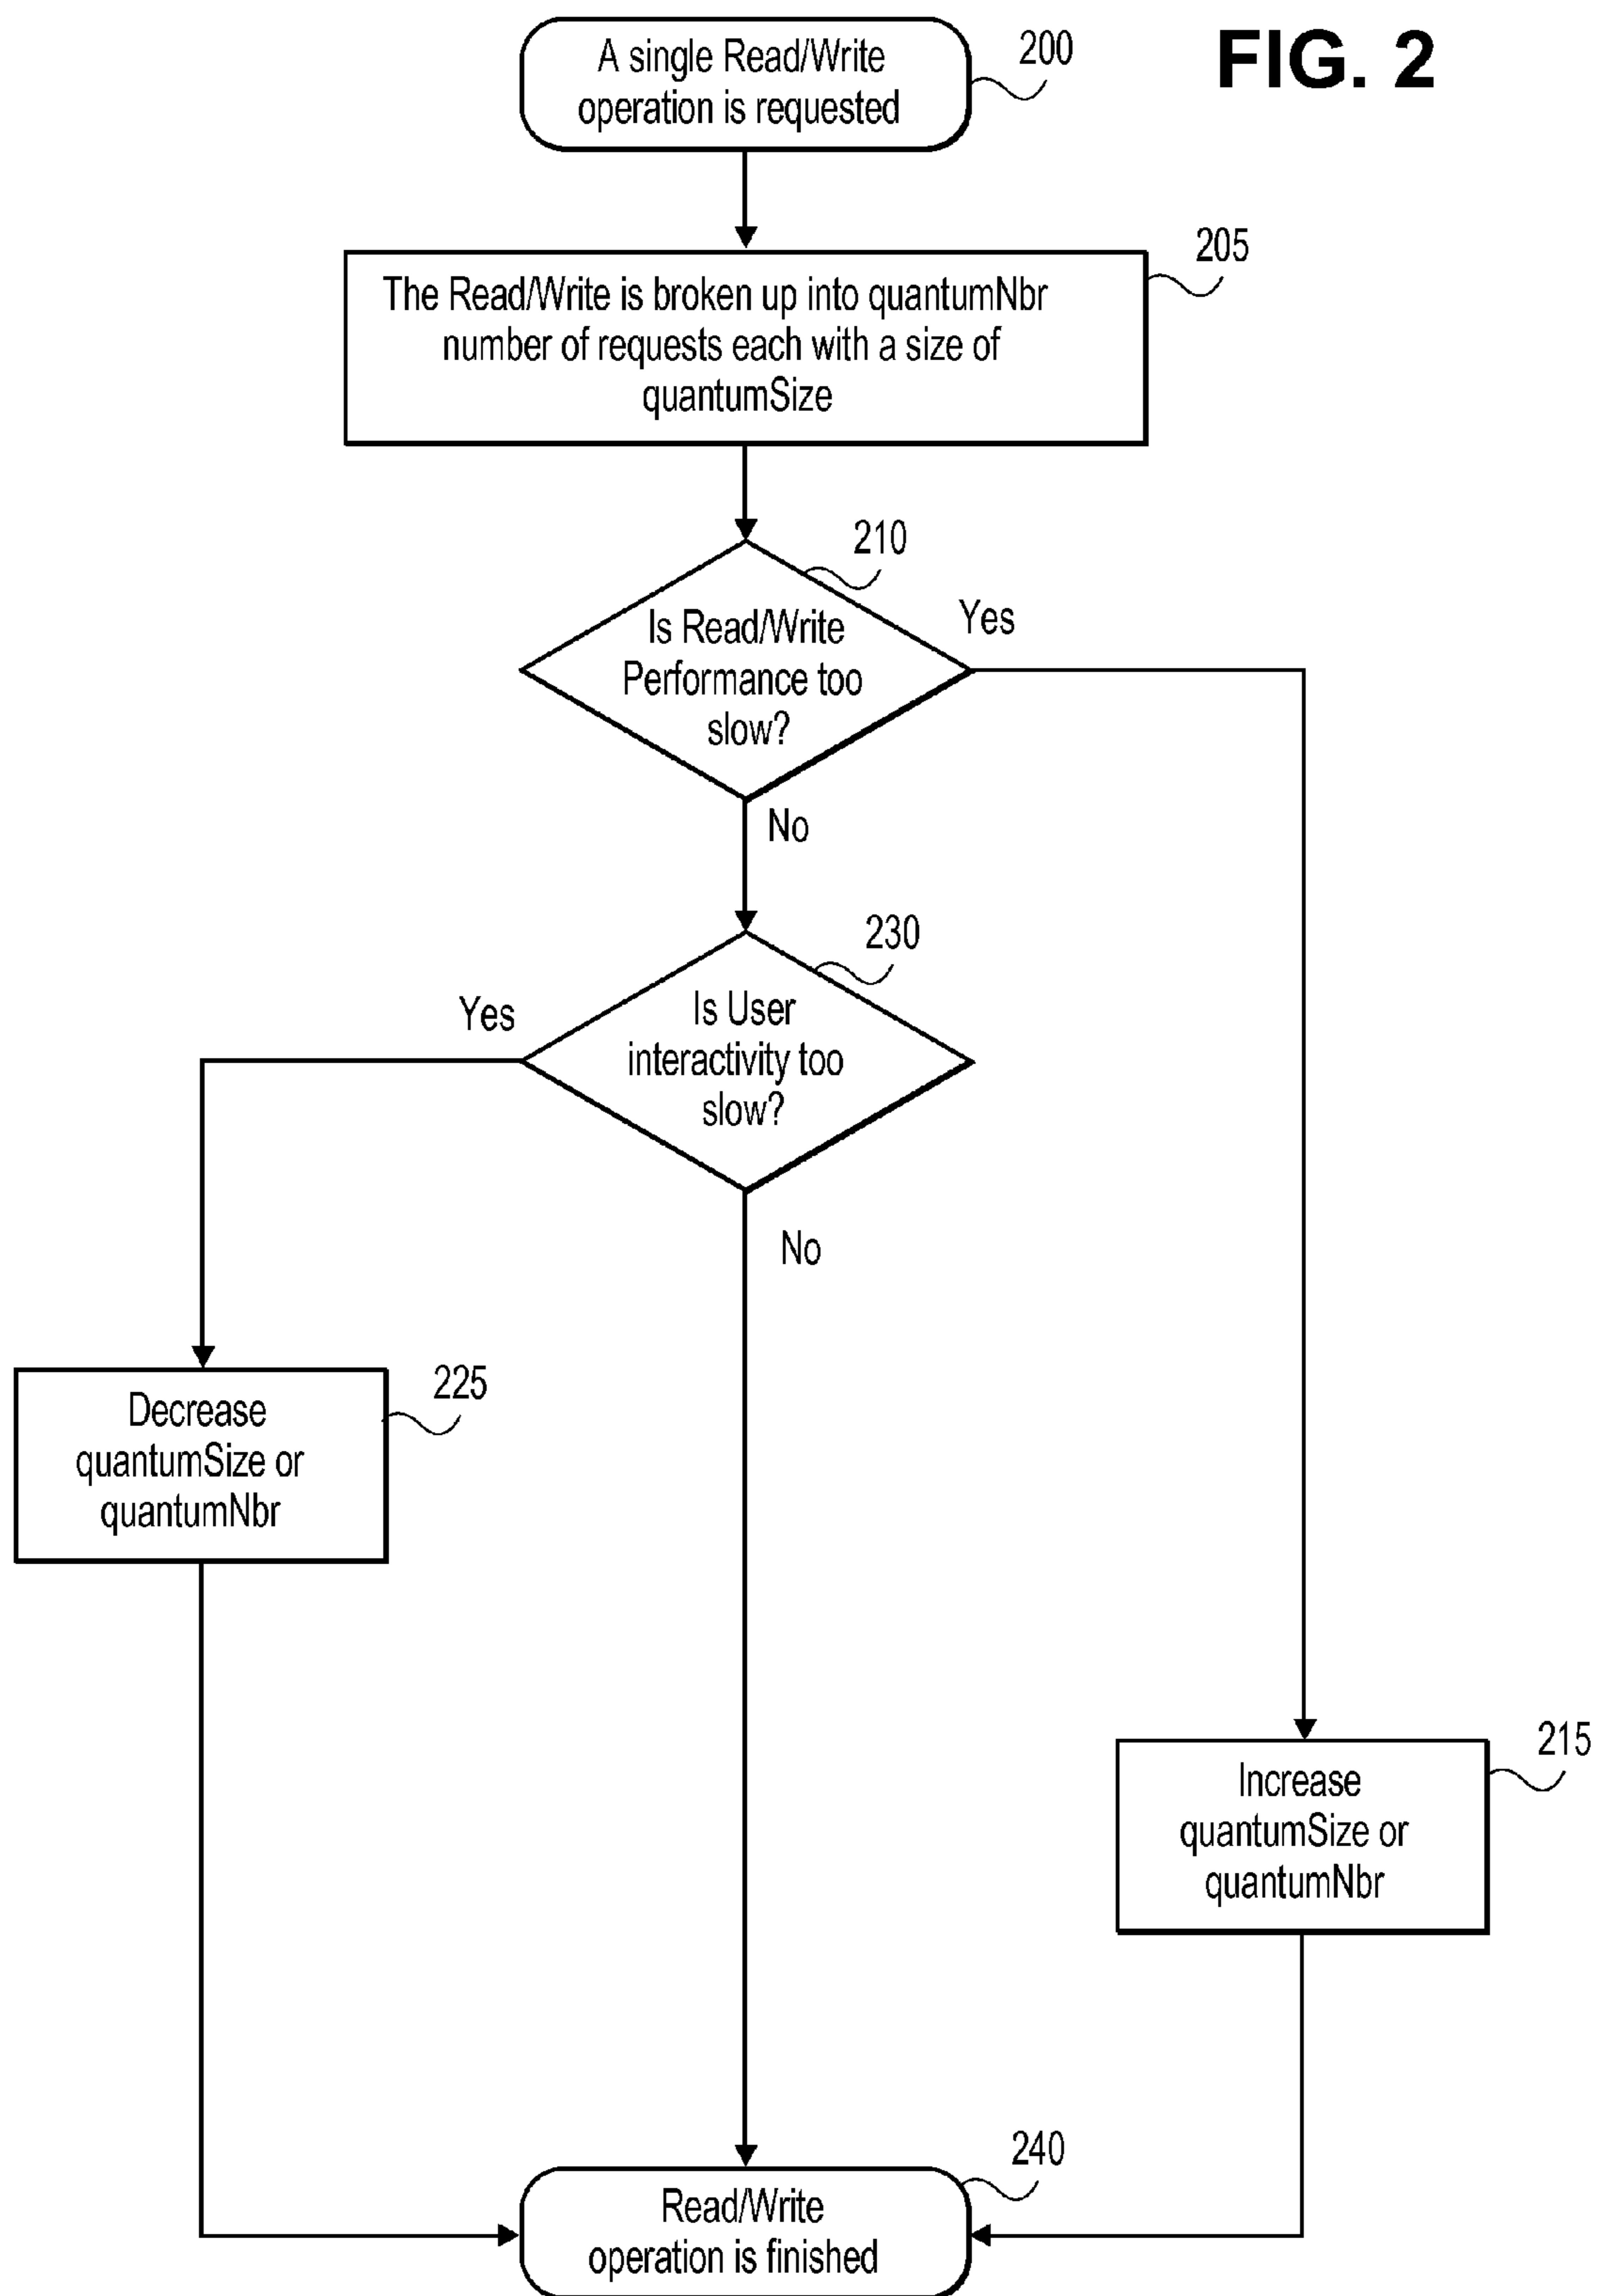 FIG. 2
A single Read/Write
operation is requested
200
205
The Read/Write is broken up into quantumNbr
number of requests each with a size of
quantumSize
210
Is Read/Write
Performance too
slow?
Yes
No
230
Is User
interactivity too
slow?
Yes
No
225
Decrease
quantumSize or
quantumNbr
215
Increase
quantumSize or
quantumNbr
240
Read/Write
operation is finished